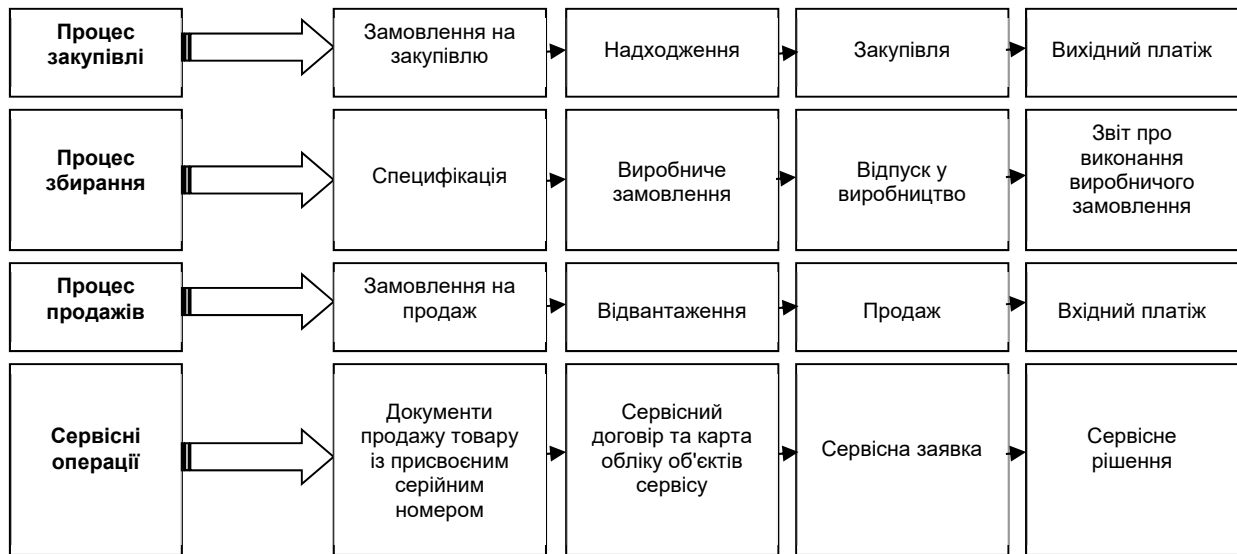 Процес
закупівлі
Замовлення на
закупівлю
Надходження
Закупівля
Вихідний платіж
Процес
збирання
Специфікація
Виробниче
замовлення
Відпуск у
виробництво
Звіт про
виконання
виробничого
замовлення
Процес
продажів
Замовлення на
продаж
Відвантаження
Продаж
Вхідний платіж
Сервісні
операції
Документи
продажу товару
із присвоєним
серійним
номером
Сервісний
договір та карта
обліку об'єктів
сервісу
Сервісна заявка
Сервісне
рішення